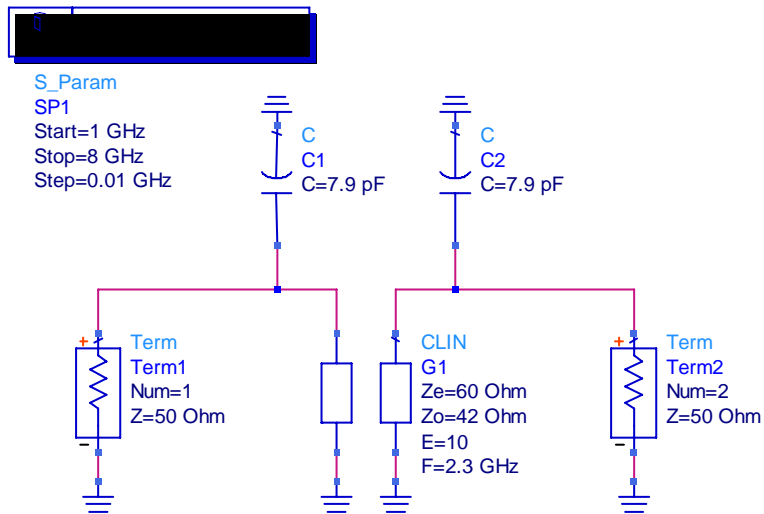 S_Param
SP1
Start=1 GHz
Stop=8 GHz
Step=0.01 GHz
C
C1
C=7.9 pF
C
C2
C=7.9 pF
+
Term
Term1
Num=1
Z=50 Ohm
-
CLIN
G1
Ze=60 Ohm
Zo=42 Ohm
E=10
F=2.3 GHz
+
Term
Term2
Num=2
Z=50 Ohm
-